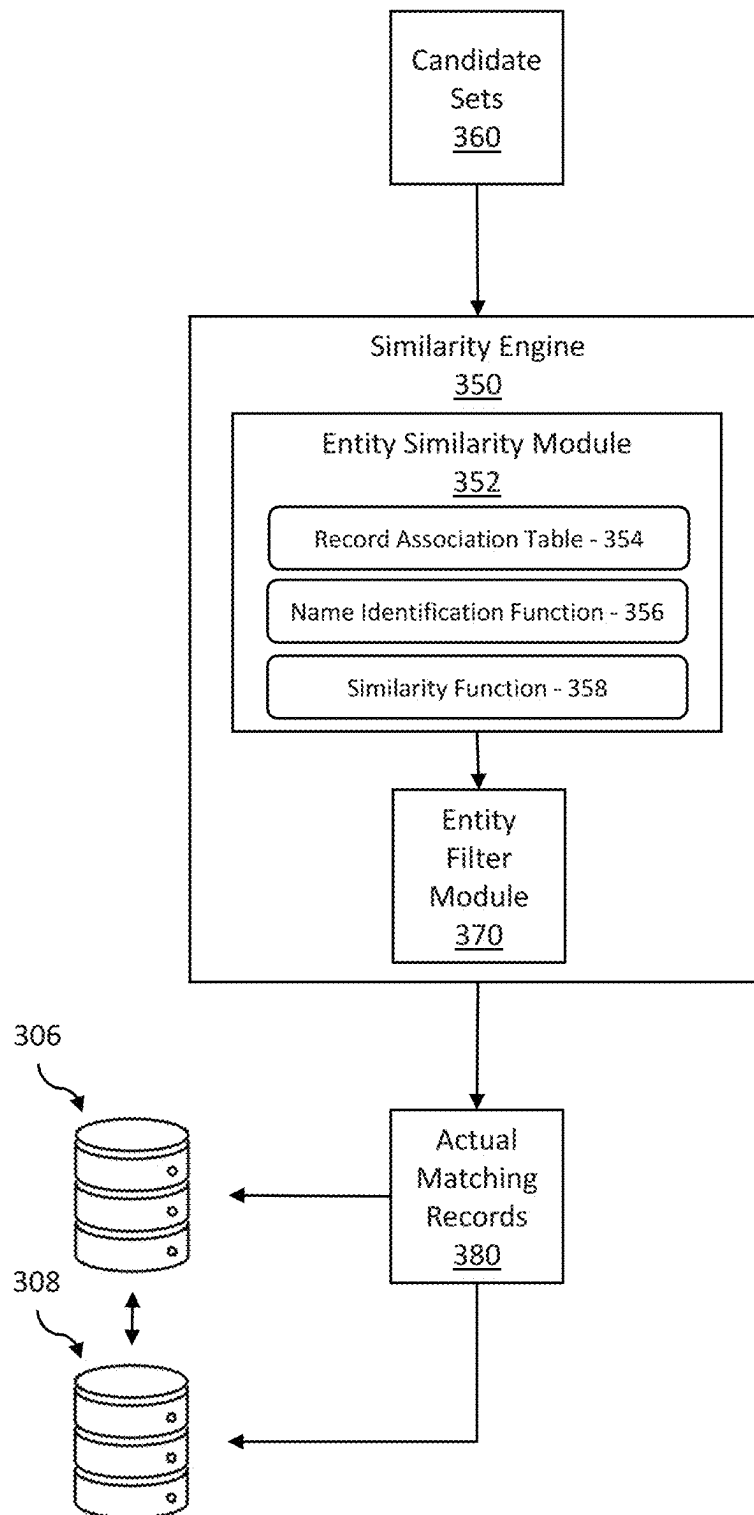 Candidate
Sets
360
Similarity Engine
350
Entity Similarity Module
352
Record Association Table - 354
Name Identification Function - 356
Similarity Function - 358
Entity
Filter
Module
370
306
Actual
Matching
Records
380
308